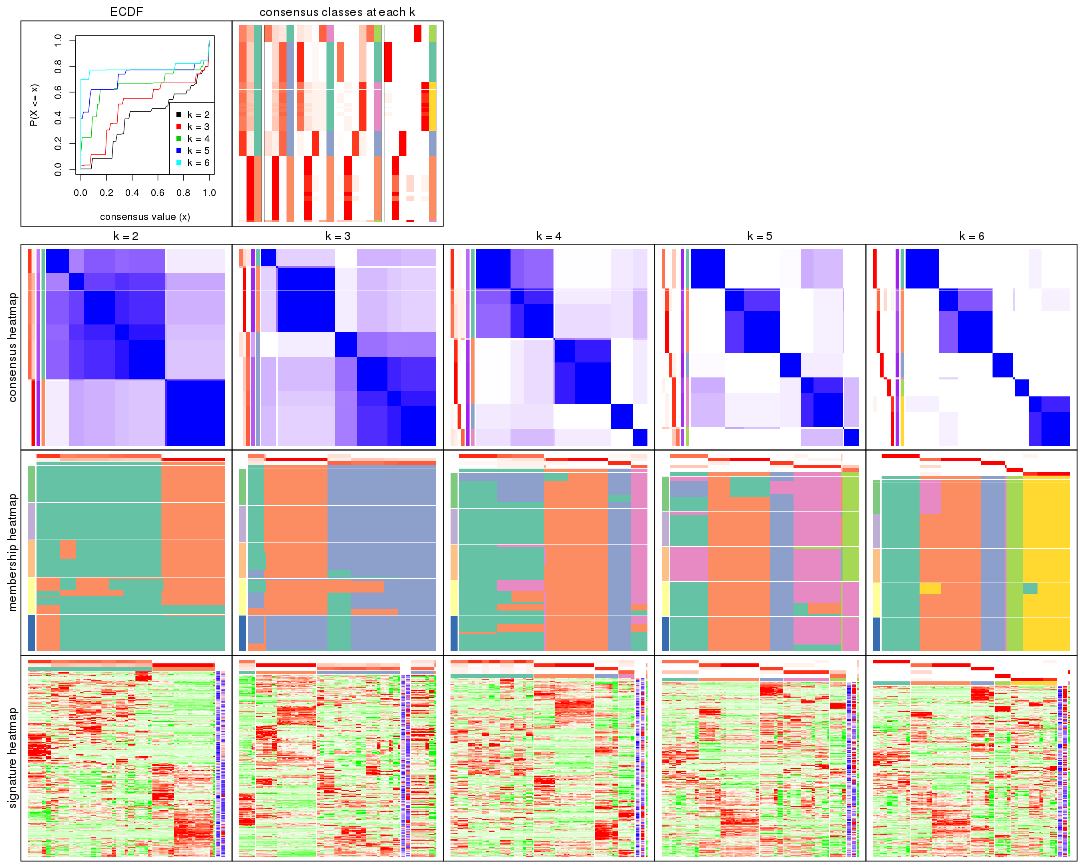 ECDF
consensus classes at each k
P(X <= x)
0.0
0.2
0.4
0.6
0.8
1.0
k = 2
k = 3
k = 4
k = 5
k = 6
0.0 0.2 0.4 0.6 0.8 1.0
consensus value (x)
k = 2
k = 3
k = 4
k = 5
k = 6
consensus heatmap
membership heatmap
signature heatmap